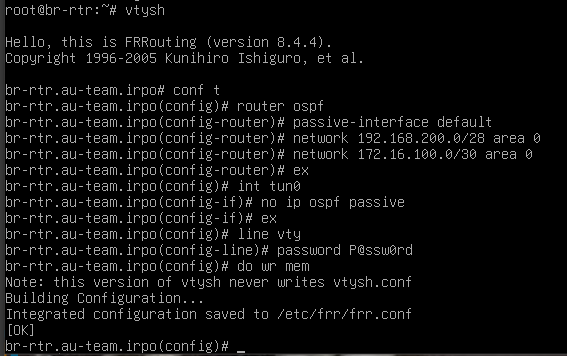 root@br-rtr:~# vtysh
Hello, this is FRRouting (version 8.4.4).
Copyright 1996-2005 Kunihiro Ishiguro, et al.
br-rtr.au-team.irpo# conf t
br-rtr.au-team.irpo(config)# router ospf
br-rtr.au-team.irpo(config-router)# passive-interface default
br-rtr.au-team.irpo(config-router)# network 192.168.200.0/28 area 0
br-rtr.au-team.irpo(config-router)# network 172.16.100.0/30 area 0
br-rtr.au-team.irpo(config-router)# ex
br-rtr.au-team.irpo(config)# int tun0
br-rtr.au-team.irpo(config-if)# no ip ospf passive
br-rtr.au-team.irpo(config-if)# ex
br-rtr.au-team.irpo(config)# line vty
br-rtr.au-team.irpo(config-line)# password P@ssw0rd
br-rtr.au-team.irpo(config)# do wr mem
Note: this version of vtysh never writes vtysh.conf
Building Configuration...
Integrated configuration saved to /etc/frr/frr.conf
[OK]
br-rtr.au-team.irpo(config)# _